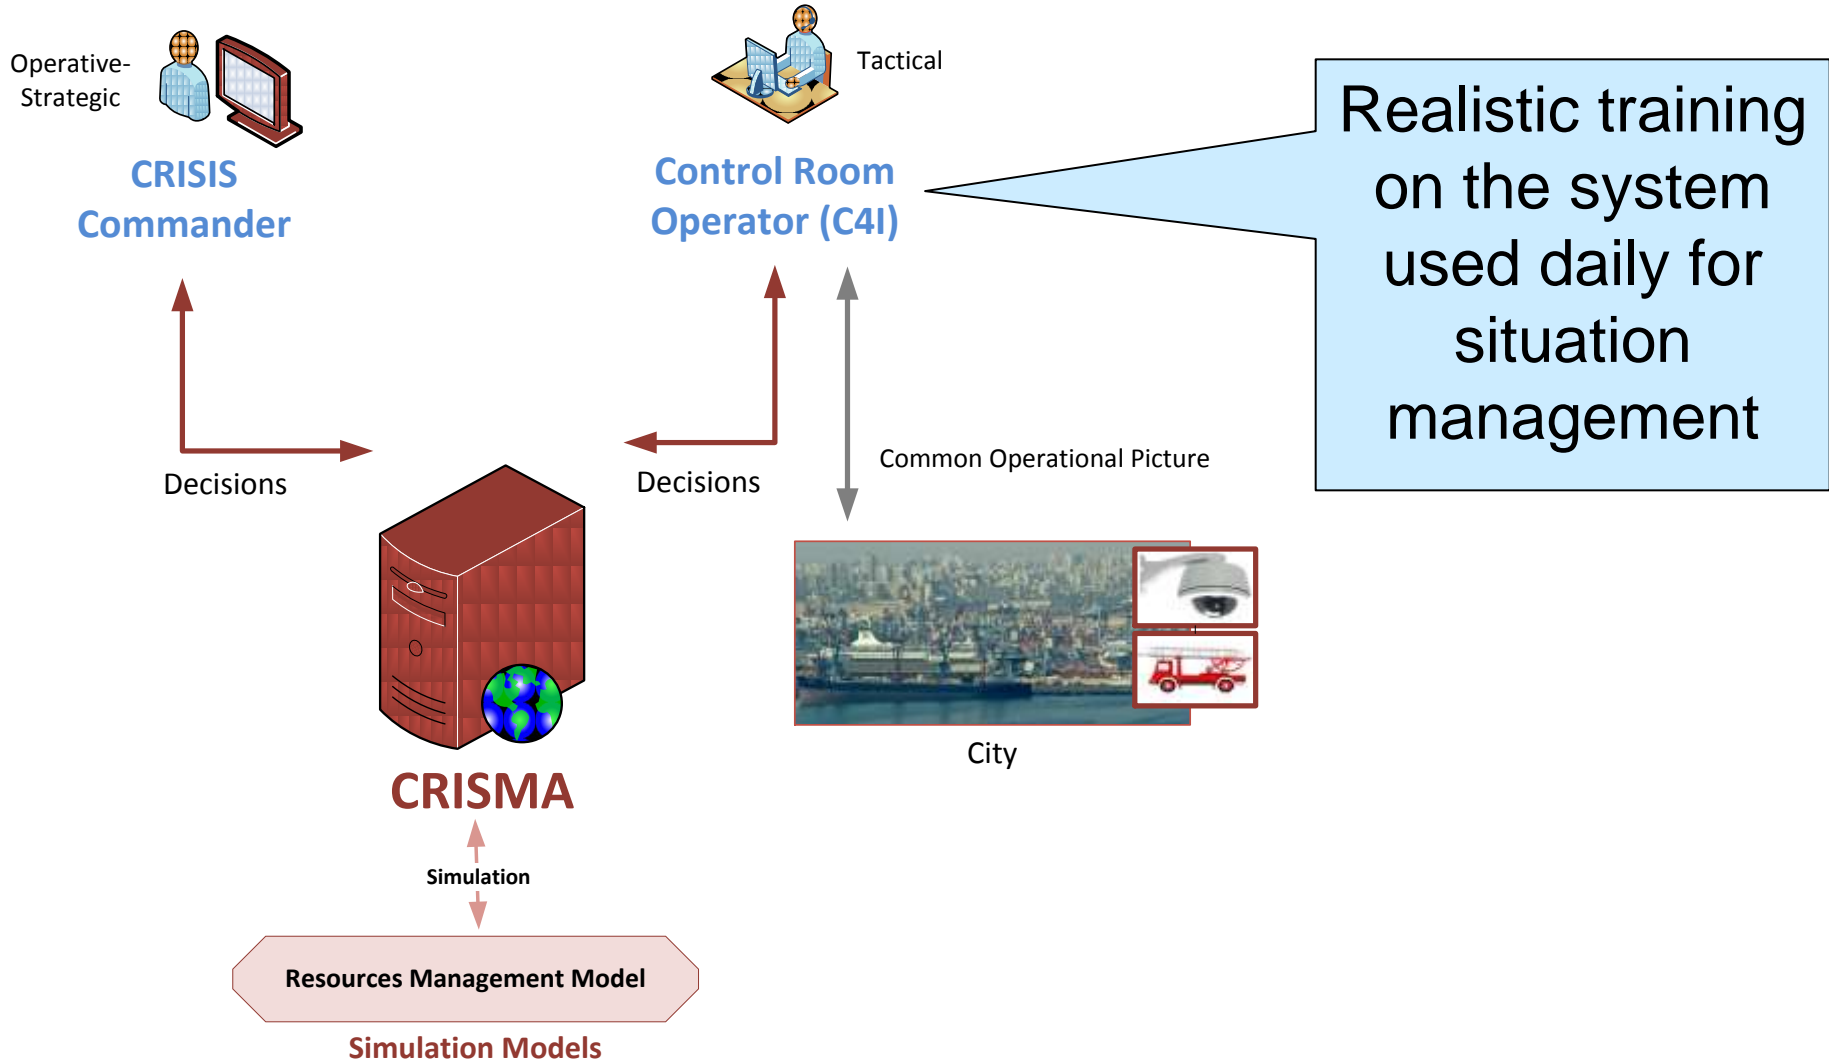 Operative-
Strategic
CRISIS
Commander
Tactical
Control Room
Operator (C4I)
Realistic training
on the system
used daily for
situation
management
Decisions
Decisions
Common Operational Picture
City
CRISMA
Simulation
Resources Management Model
Simulation Models